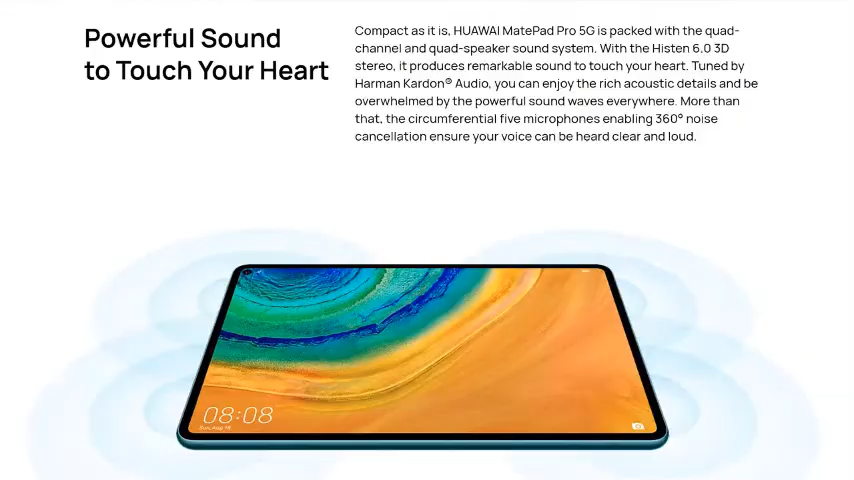 Powerful Sound
to Touch Your Heart
Compact as it is, HUAWAI MatePad Pro 5G is packed with the quad-
channel and quad-speaker sound system. With the Histen 6.0 3D
stereo, it produces remarkable sound to touch your heart. Tuned by
Harman Kardon® Audio, you can enjoy the rich acoustic details and be
overwhelmed by the powerful sound waves everywhere. More than
that, the circumferential five microphones enabling 360° noise
cancellation ensure your voice can be heard clear and loud.
08:08
Sun, Aug 18